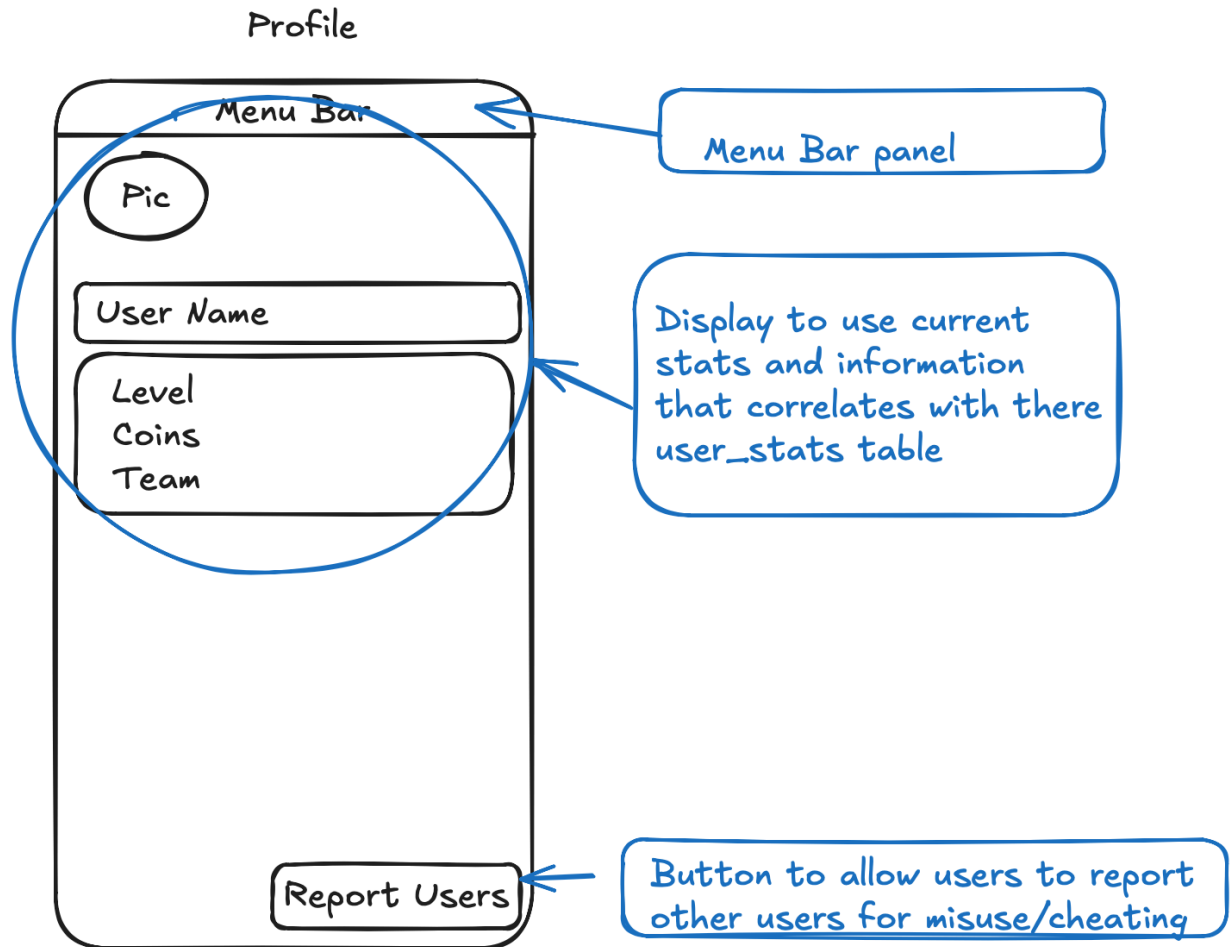 Profile
Menu Bar
Menu Bar panel
Pic
User Name
Level
Coins
Team
Display to use current
stats and information
that correlates with there
user_stats table
Report Users
Button to allow users to report
other users for misuse/cheating